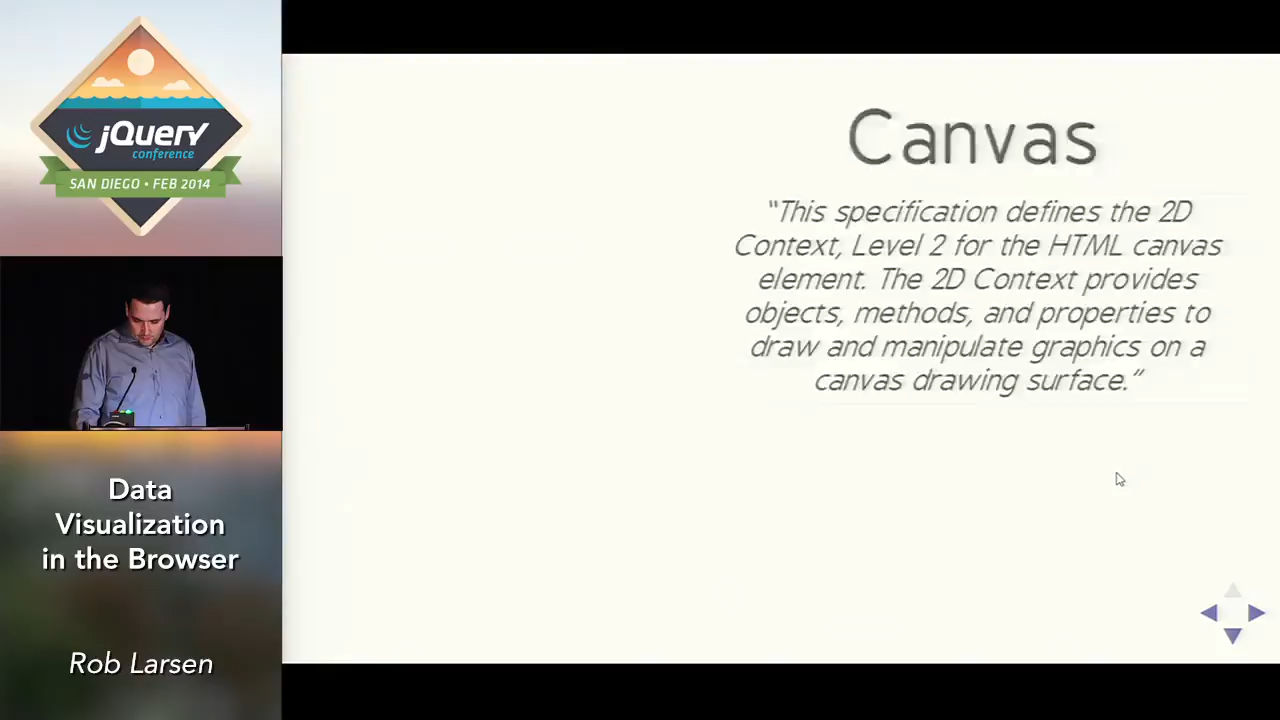 jQuery
conference
SAN DIEGO • FEB 2014
Data
Visualization
in the Browser
Rob Larsen
Canvas
“This specification defines the 2D
Context, Level 2 for the HTML canvas
element. The 2D Context provides
objects, methods, and properties to
draw and manipulate graphics on a
canvas drawing surface.”